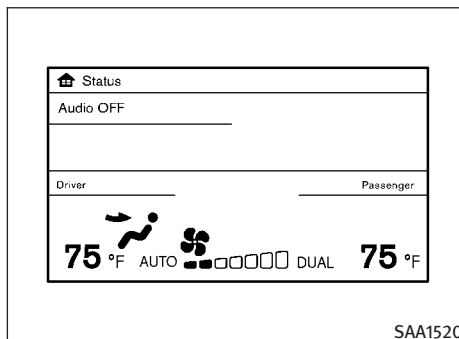 Status
Audio OFF
Driver Passenger
75 °F AUTO DUAL 75 °F
SAA1520